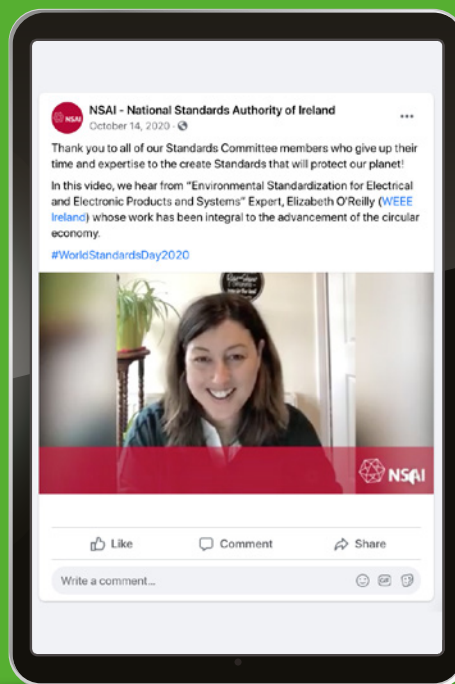 NSAI
NSAI - National Standards Authority of Ireland
October 14, 2020 ·
Thank you to all of our Standards Committee members who give up their
time and expertise to the create Standards that will protect our planet!
In this video, we hear from "Environmental Standardization for Electrical
and Electronic Products and Systems" Expert, Elizabeth O'Reilly (WEEE
Ireland) whose work has been integral to the advancement of the circular
economy.
#WorldStandardsDay2020
NSAI
Like
Comment
Share
Write a comment...
GIF